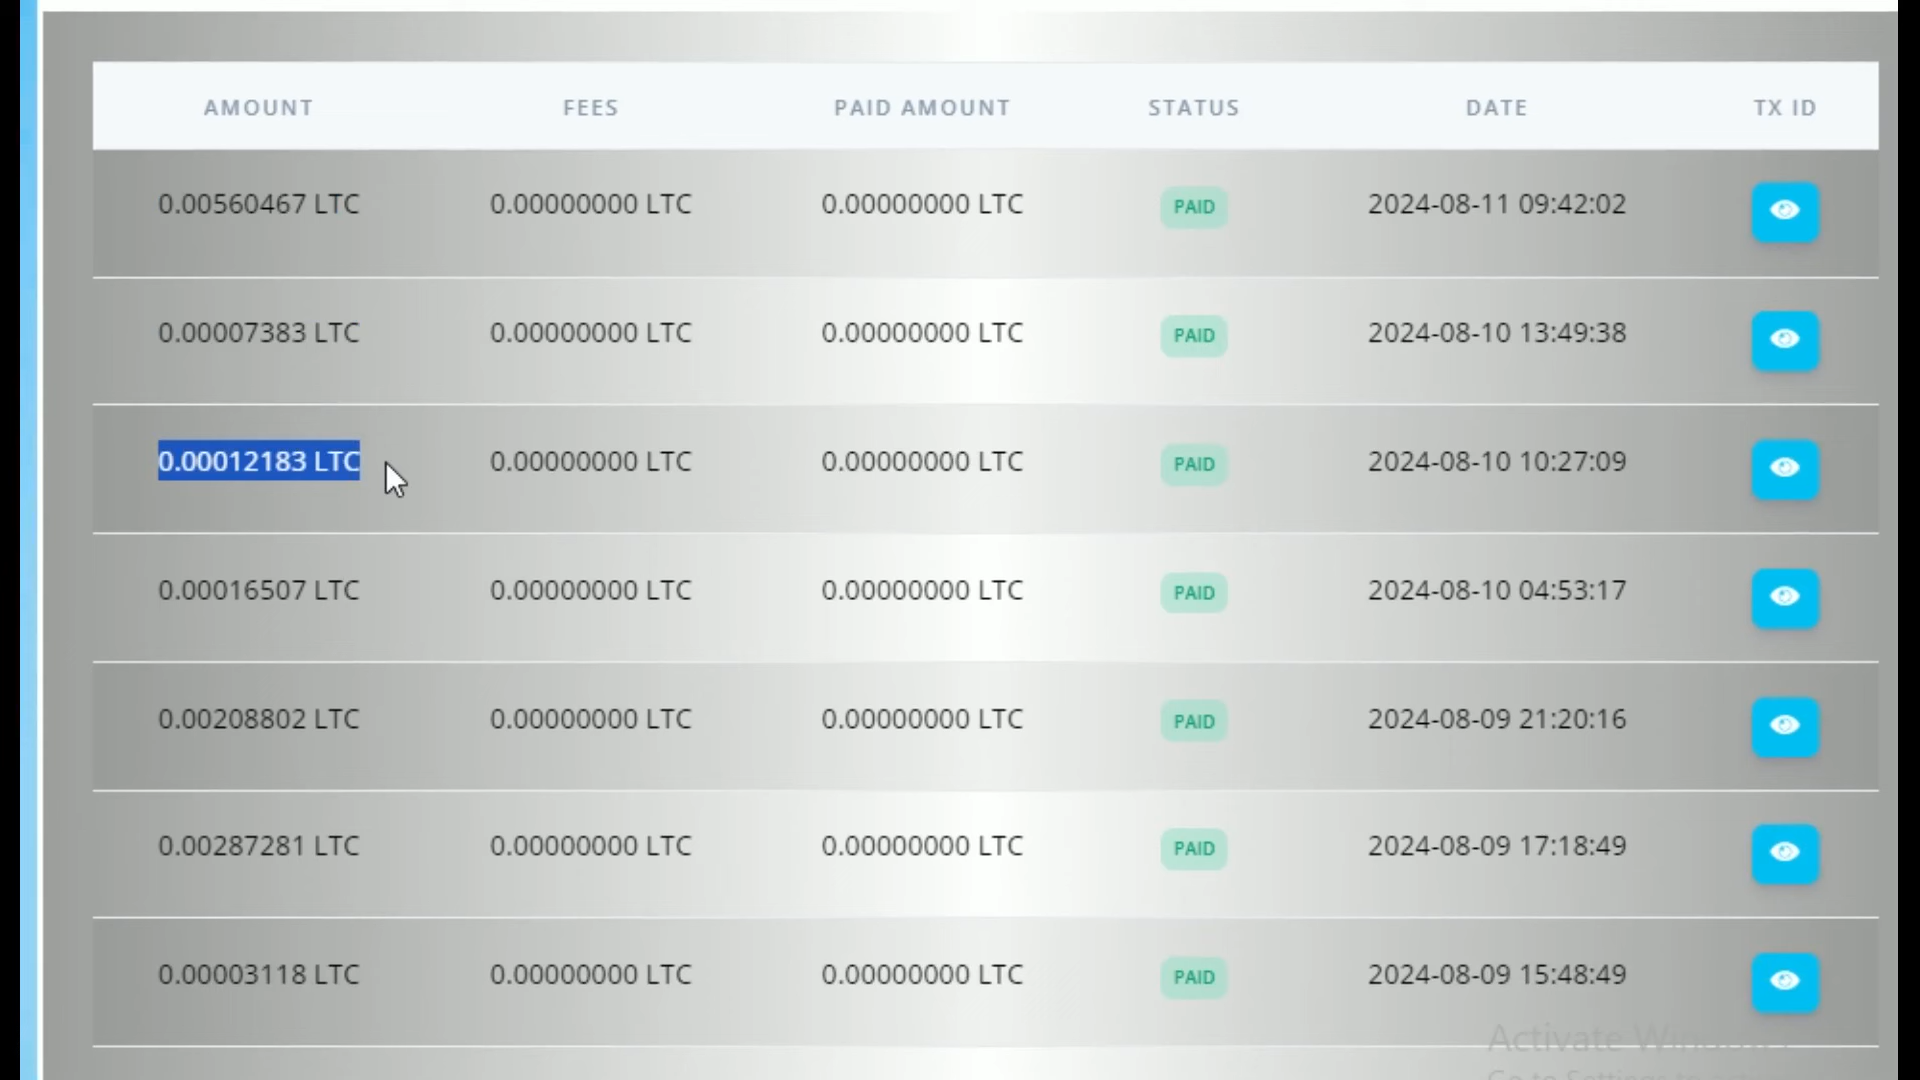 AMOUNT FEES PAID AMOUNT STATUS DATE TX ID
0.00560467 LTC 0.00000000 LTC 0.00000000 LTC PAID 2024-08-11 09:42:02
0.00007383 LTC 0.00000000 LTC 0.00000000 LTC PAID 2024-08-10 13:49:38
0.00012183 LTC 0.00000000 LTC 0.00000000 LTC PAID 2024-08-10 10:27:09
0.00016507 LTC 0.00000000 LTC 0.00000000 LTC PAID 2024-08-10 04:53:17
0.00208802 LTC 0.00000000 LTC 0.00000000 LTC PAID 2024-08-09 21:20:16
0.00287281 LTC 0.00000000 LTC 0.00000000 LTC PAID 2024-08-09 17:18:49
0.00003118 LTC 0.00000000 LTC 0.00000000 LTC PAID 2024-08-09 15:48:49
Activate Windows
Go to Settings to